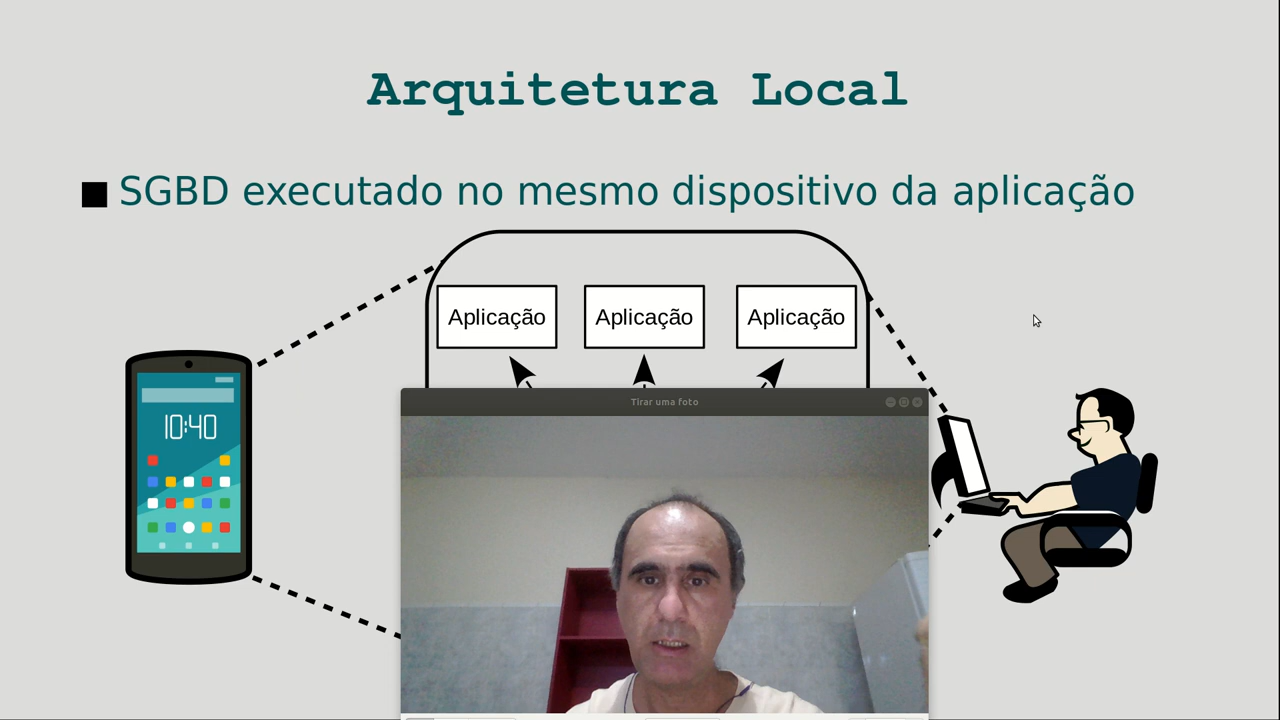 Arquitetura Local
SGBD executado no mesmo dispositivo da aplicação
Aplicação Aplicação Aplicação
10:40
Tirar uma foto